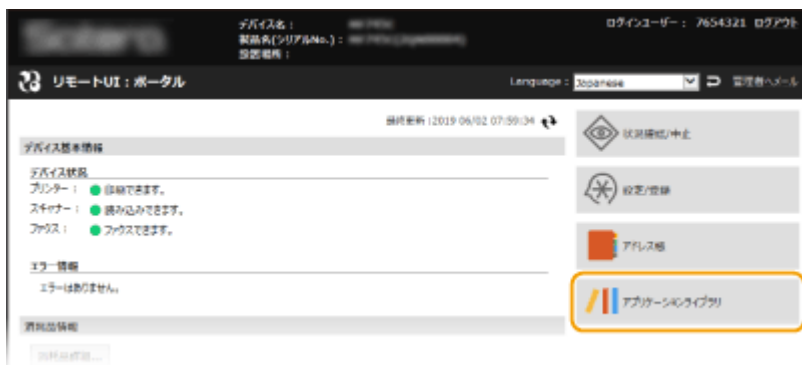 デバイス名 :
製品名(シリアルNo.) :
設置場所 :
ログインユーザー : 7654321 ログアウト
リモートUI : ポータル
Language : Japanese
管理者へメール
最終更新 : 2019 06/02 07:59:34
デバイス基本情報
デバイス状況
プリンター : 印刷できます。
スキャナー : 読み込みできます。
ファクス : ファクスできます。
エラー情報
エラーはありません。
消耗品情報
消耗品詳細...
状況確認/中止
設定/登録
アドレス帳
アプリケーションライブラリ